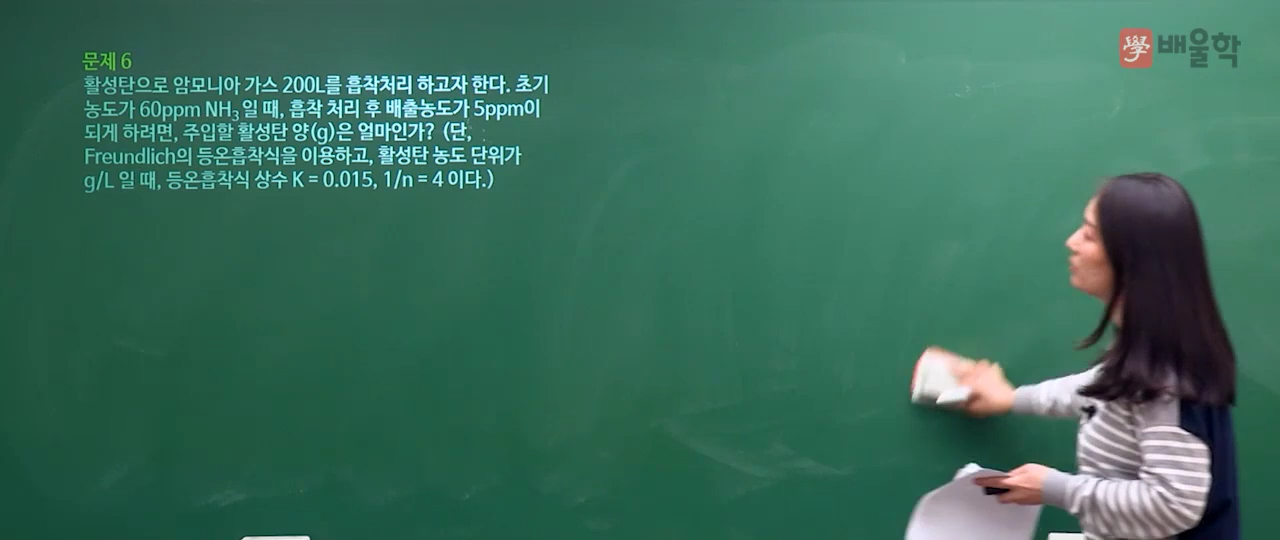 學 배울학
문제 6
활성탄으로 암모니아 가스 200L를 흡착처리 하고자 한다. 초기
농도가 60ppm NH₃ 일 때, 흡착 처리 후 배출농도가 5ppm이
되게 하려면, 주입할 활성탄 양(g)은 얼마인가? (단,
Freundlich의 등온흡착식을 이용하고, 활성탄 농도 단위가
g/L 일 때, 등온흡착식 상수 K = 0.015, 1/n = 4 이다.)